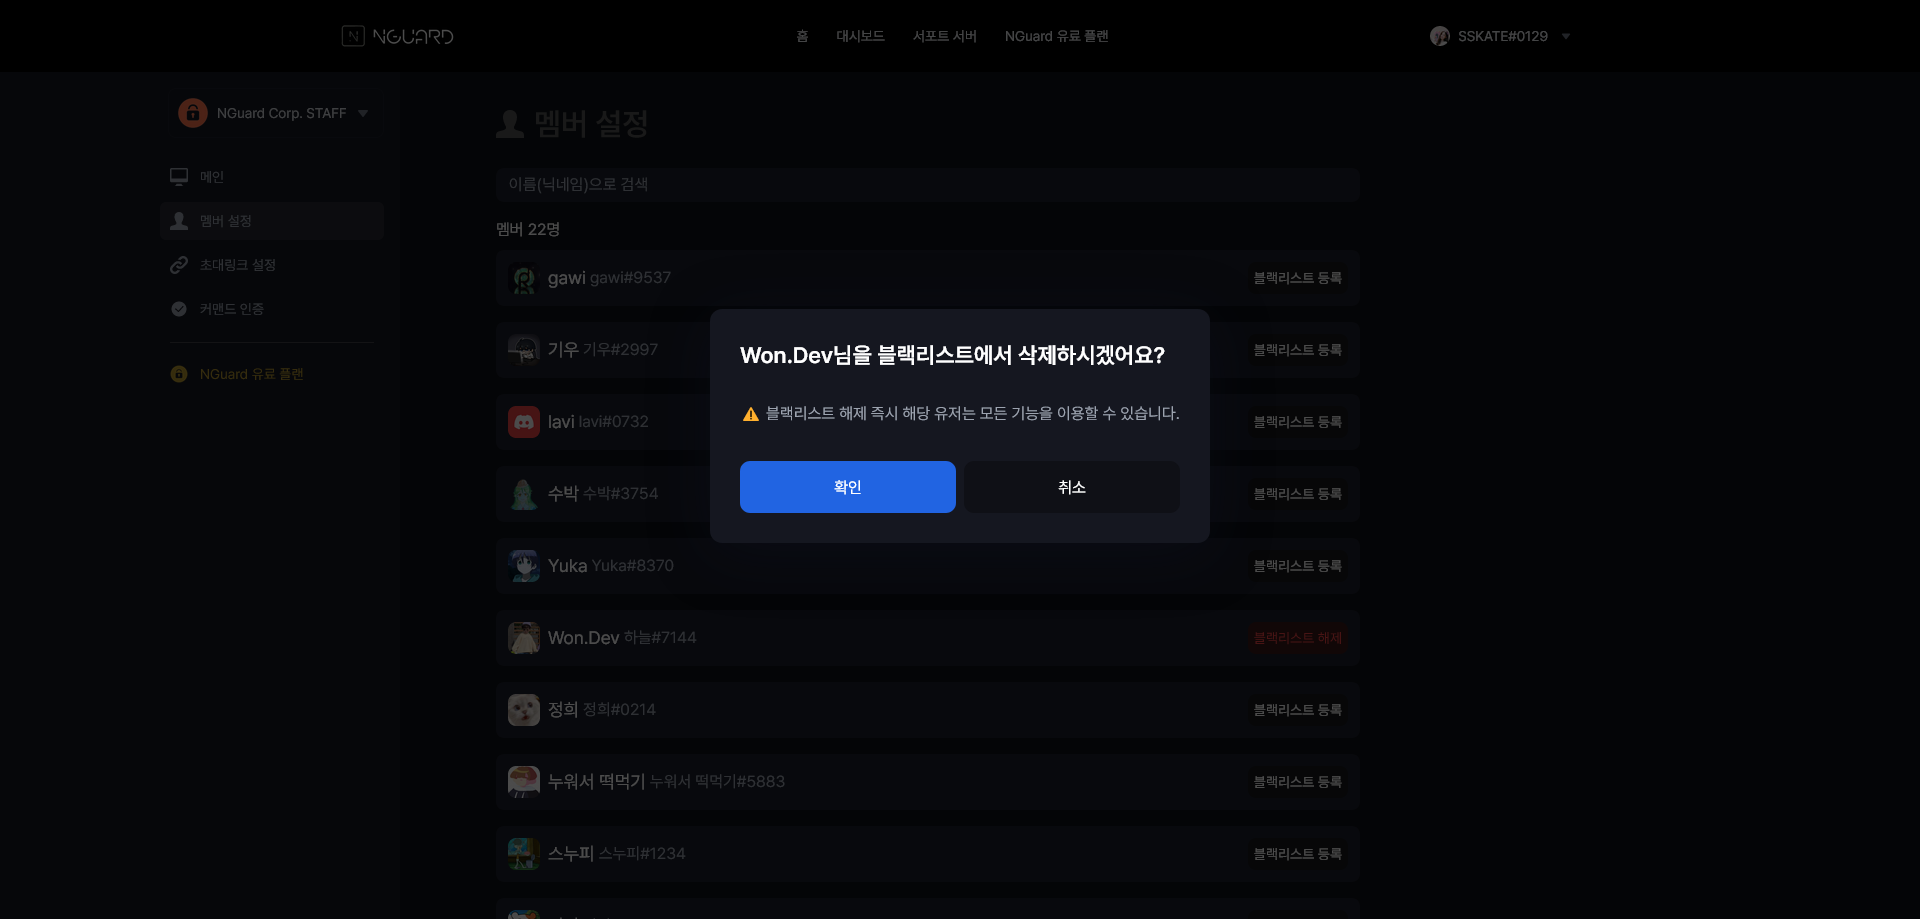 N NGUARD
홈 대시보드 서포트 서버 NGuard 유료 플랜
SSKATE#0129
NGuard Corp. STAFF
메인
멤버 설정
초대링크 설정
커맨드 인증
NGuard 유료 플랜
멤버 설정
이름(닉네임)으로 검색
멤버 22명
gawi gawi#9537 블랙리스트 등록
기우 기우#2997 블랙리스트 등록
lavi lavi#0732 블랙리스트 등록
수박 수박#3754 블랙리스트 등록
Yuka Yuka#8370 블랙리스트 등록
Won.Dev 하늘#7144 블랙리스트 해제
정희 정희#0214 블랙리스트 등록
누워서 떡먹기 누워서 떡먹기#5883 블랙리스트 등록
스누피 스누피#1234 블랙리스트 등록
Won.Dev님을 블랙리스트에서 삭제하시겠어요?
블랙리스트 해제 즉시 해당 유저는 모든 기능을 이용할 수 있습니다.
확인 취소